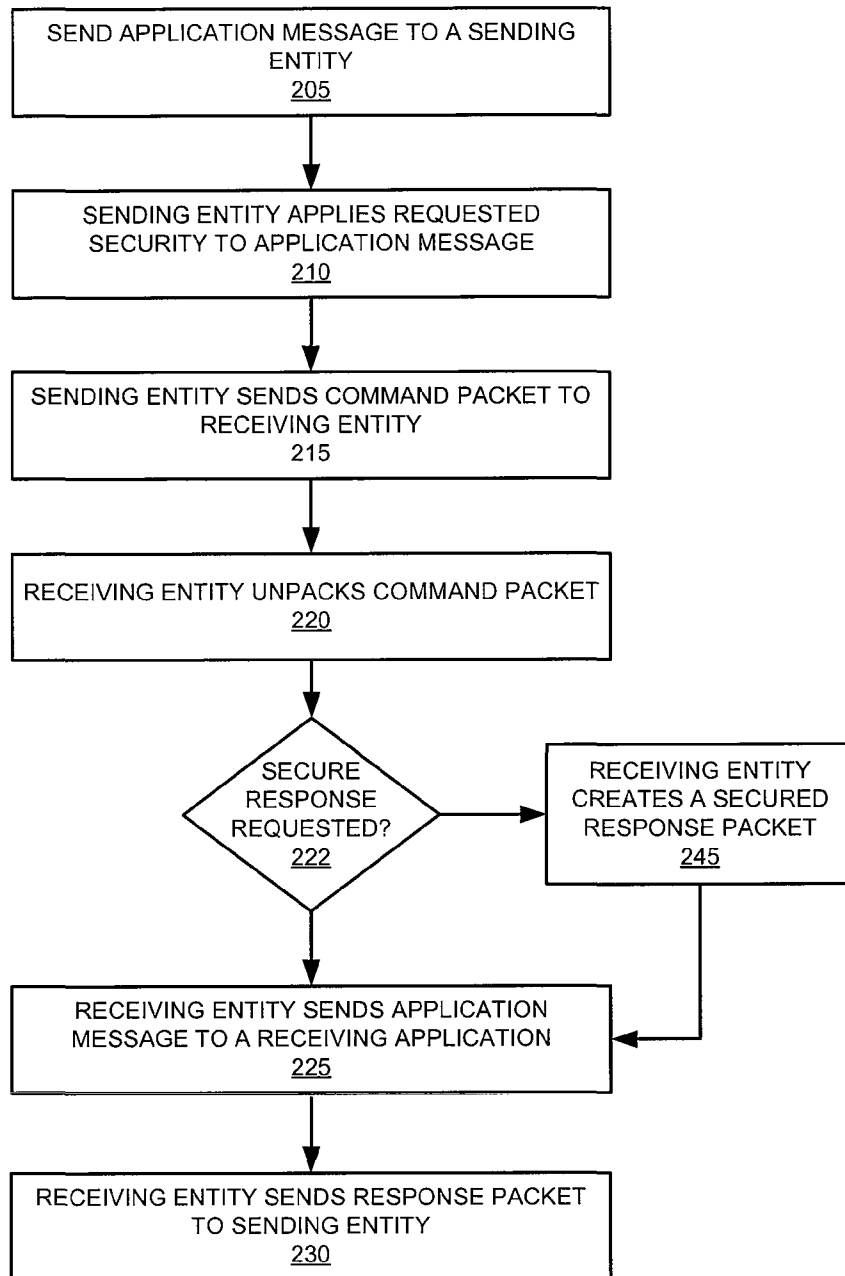 SEND APPLICATION MESSAGE TO A SENDING
ENTITY
205
SENDING ENTITY APPLIES REQUESTED
SECURITY TO APPLICATION MESSAGE
210
SENDING ENTITY SENDS COMMAND PACKET TO
RECEIVING ENTITY
215
RECEIVING ENTITY UNPACKS COMMAND PACKET
220
SECURE
RESPONSE
REQUESTED?
222
RECEIVING ENTITY
CREATES A SECURED
RESPONSE PACKET
245
RECEIVING ENTITY SENDS APPLICATION
MESSAGE TO A RECEIVING APPLICATION
225
RECEIVING ENTITY SENDS RESPONSE PACKET
TO SENDING ENTITY
230